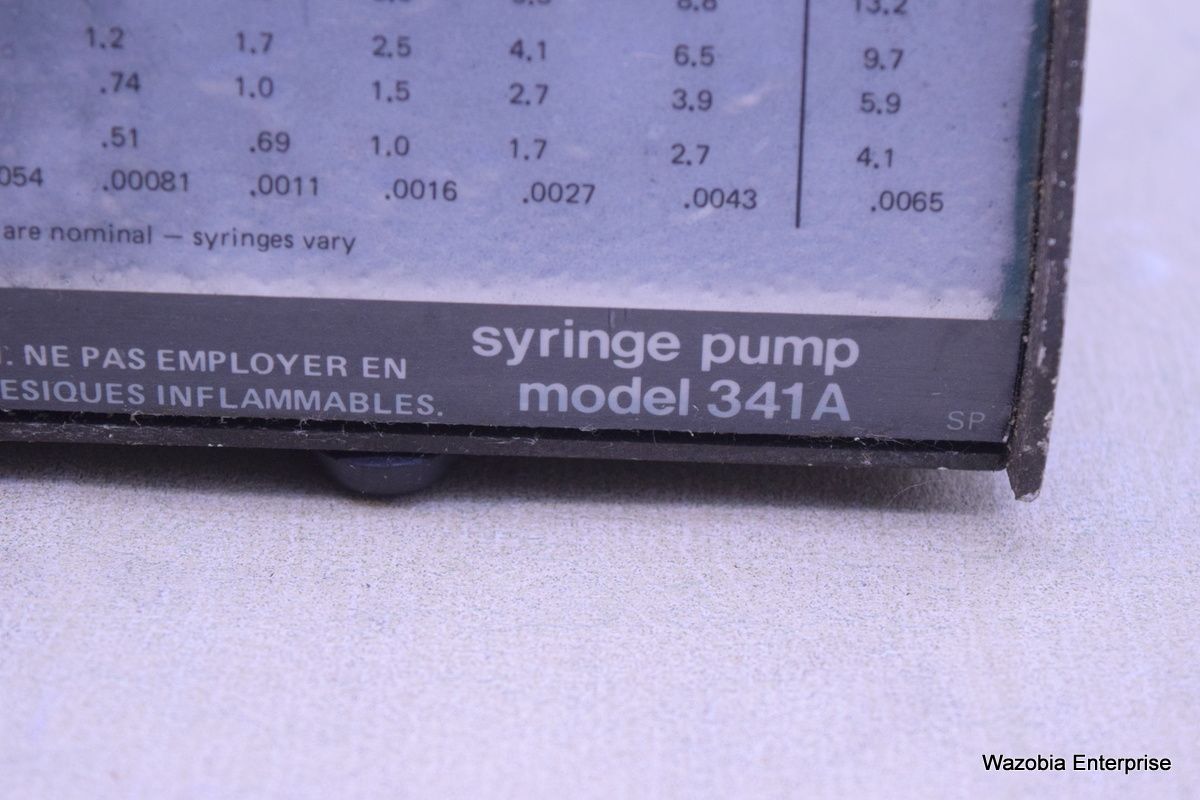 13.2
1.2 1.7 2.5 4.1 6.5 9.7
.74 1.0 1.5 2.7 3.9 5.9
.51 .69 1.0 1.7 2.7 4.1
054 .00081 .0011 .0016 .0027 .0043 .0065
are nominal — syringes vary
NE PAS EMPLOYER EN
ESIQUES INFLAMMABLES.
syringe pump
model 341A
SP
Wazobia Enterprise